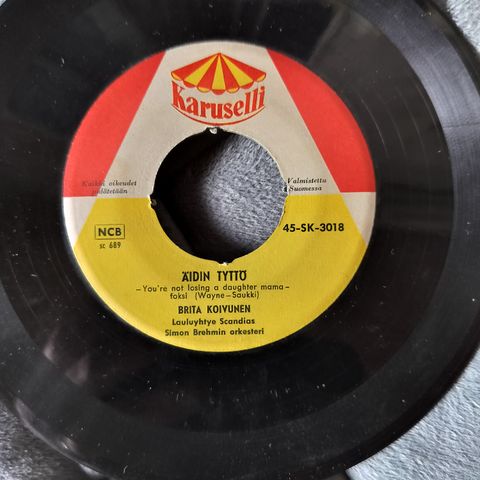 Karuselli
Kaikki oikeudet
pidätetään
Valmistettu
Suomessa
NCB
sc 689
45-SK-3018
ÄIDIN TYTTÖ
–You're not losing a daughter mama–
foksi (Wayne–Saukki)
BRITA KOIVUNEN
Lauluyhtye Scandias
Simon Brehmin orkesteri